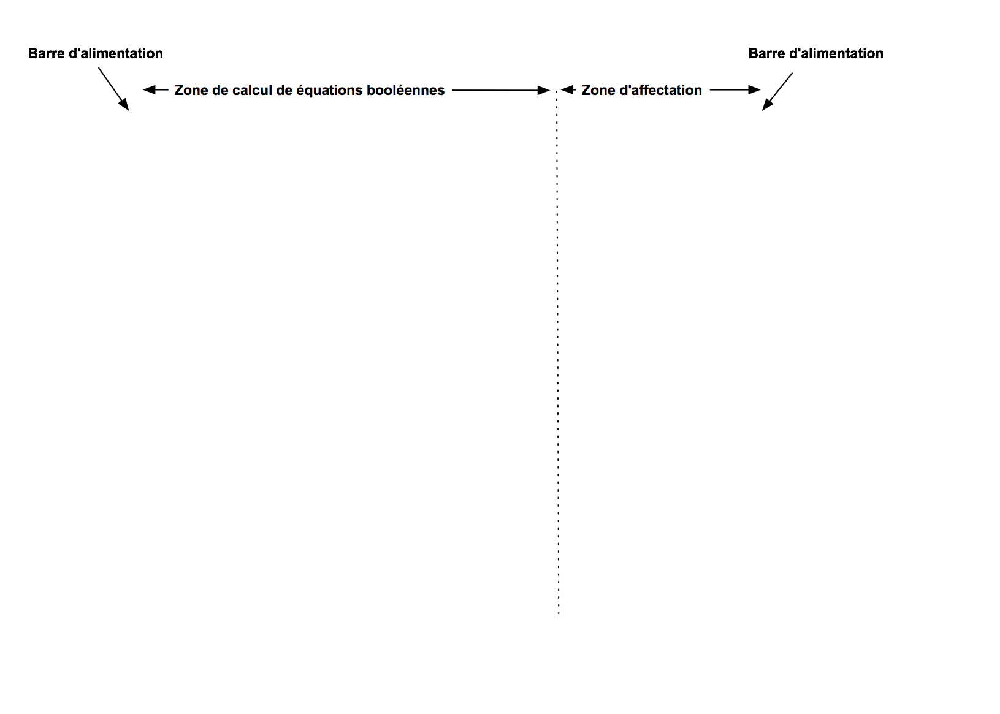 Barre d'alimentation
Barre d'alimentation
Zone de calcul de équations booléennes
Zone d'affectation